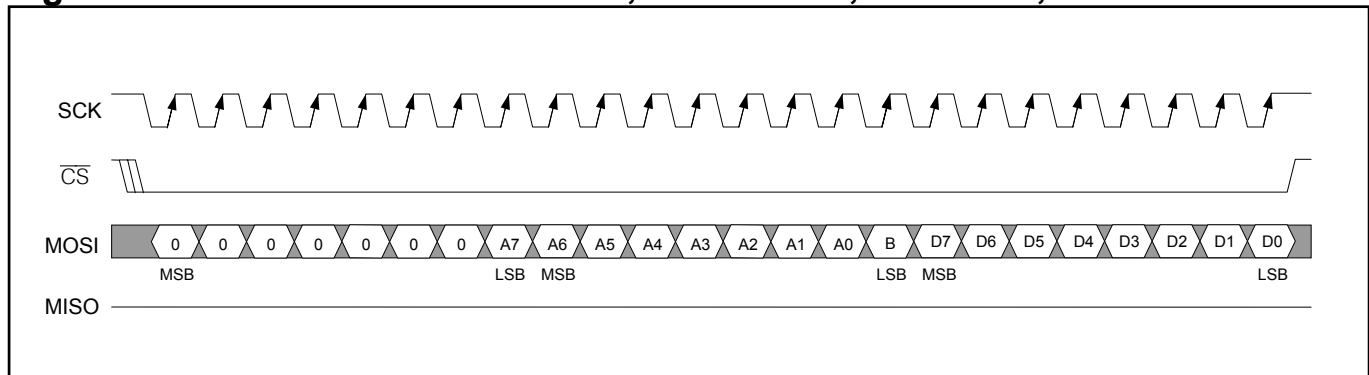 SCK
CS
MOSI 0 0 0 0 0 0 0 A7 A6 A5 A4 A3 A2 A1 A0 B D7 D6 D5 D4 D3 D2 D1 D0
MSB LSB MSB LSB MSB LSB
MISO